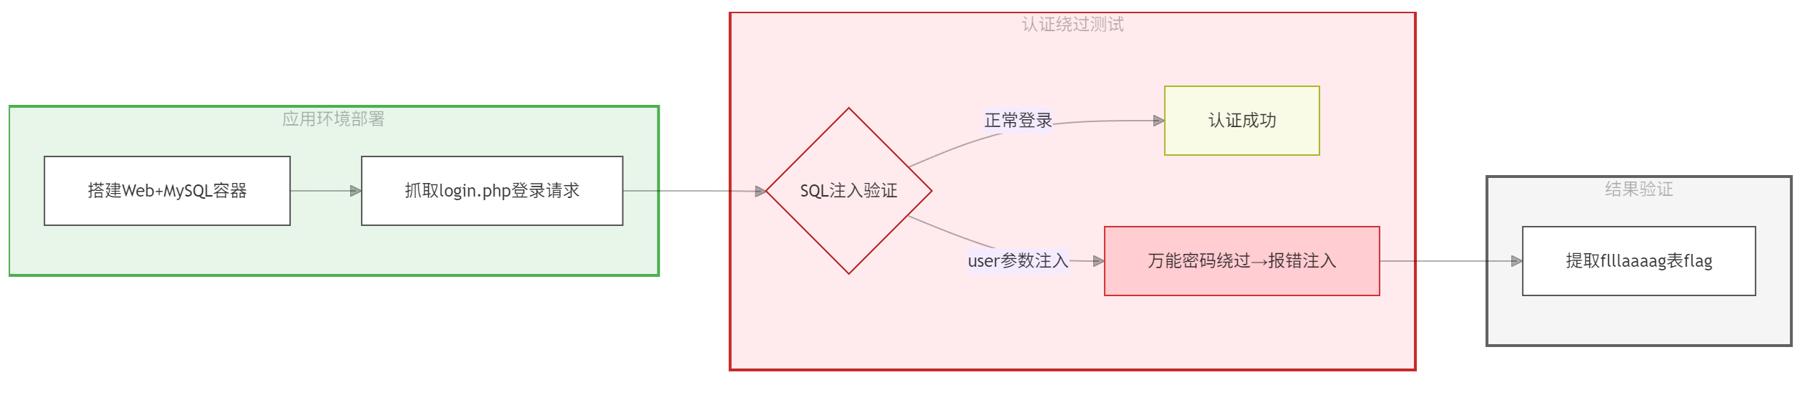 应用环境部署
搭建Web+MySQL容器
抓取login.php登录请求
认证绕过测试
SQL注入验证
正常登录
认证成功
user参数注入
万能密码绕过→报错注入
结果验证
提取flllaaaag表flag